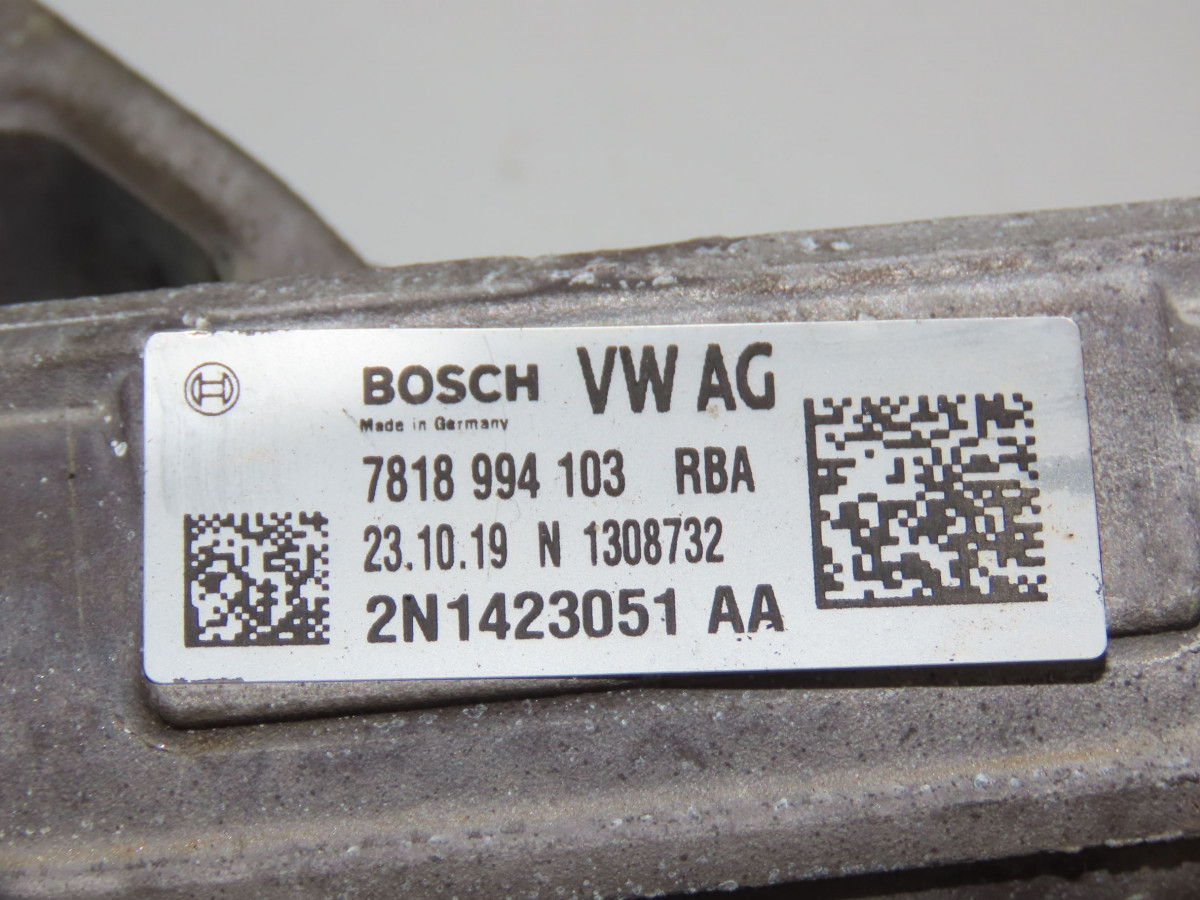 BOSCH VW AG
Made in Germany
7818 994 103 RBA
23.10.19 N 1308732
2N1423051 AA